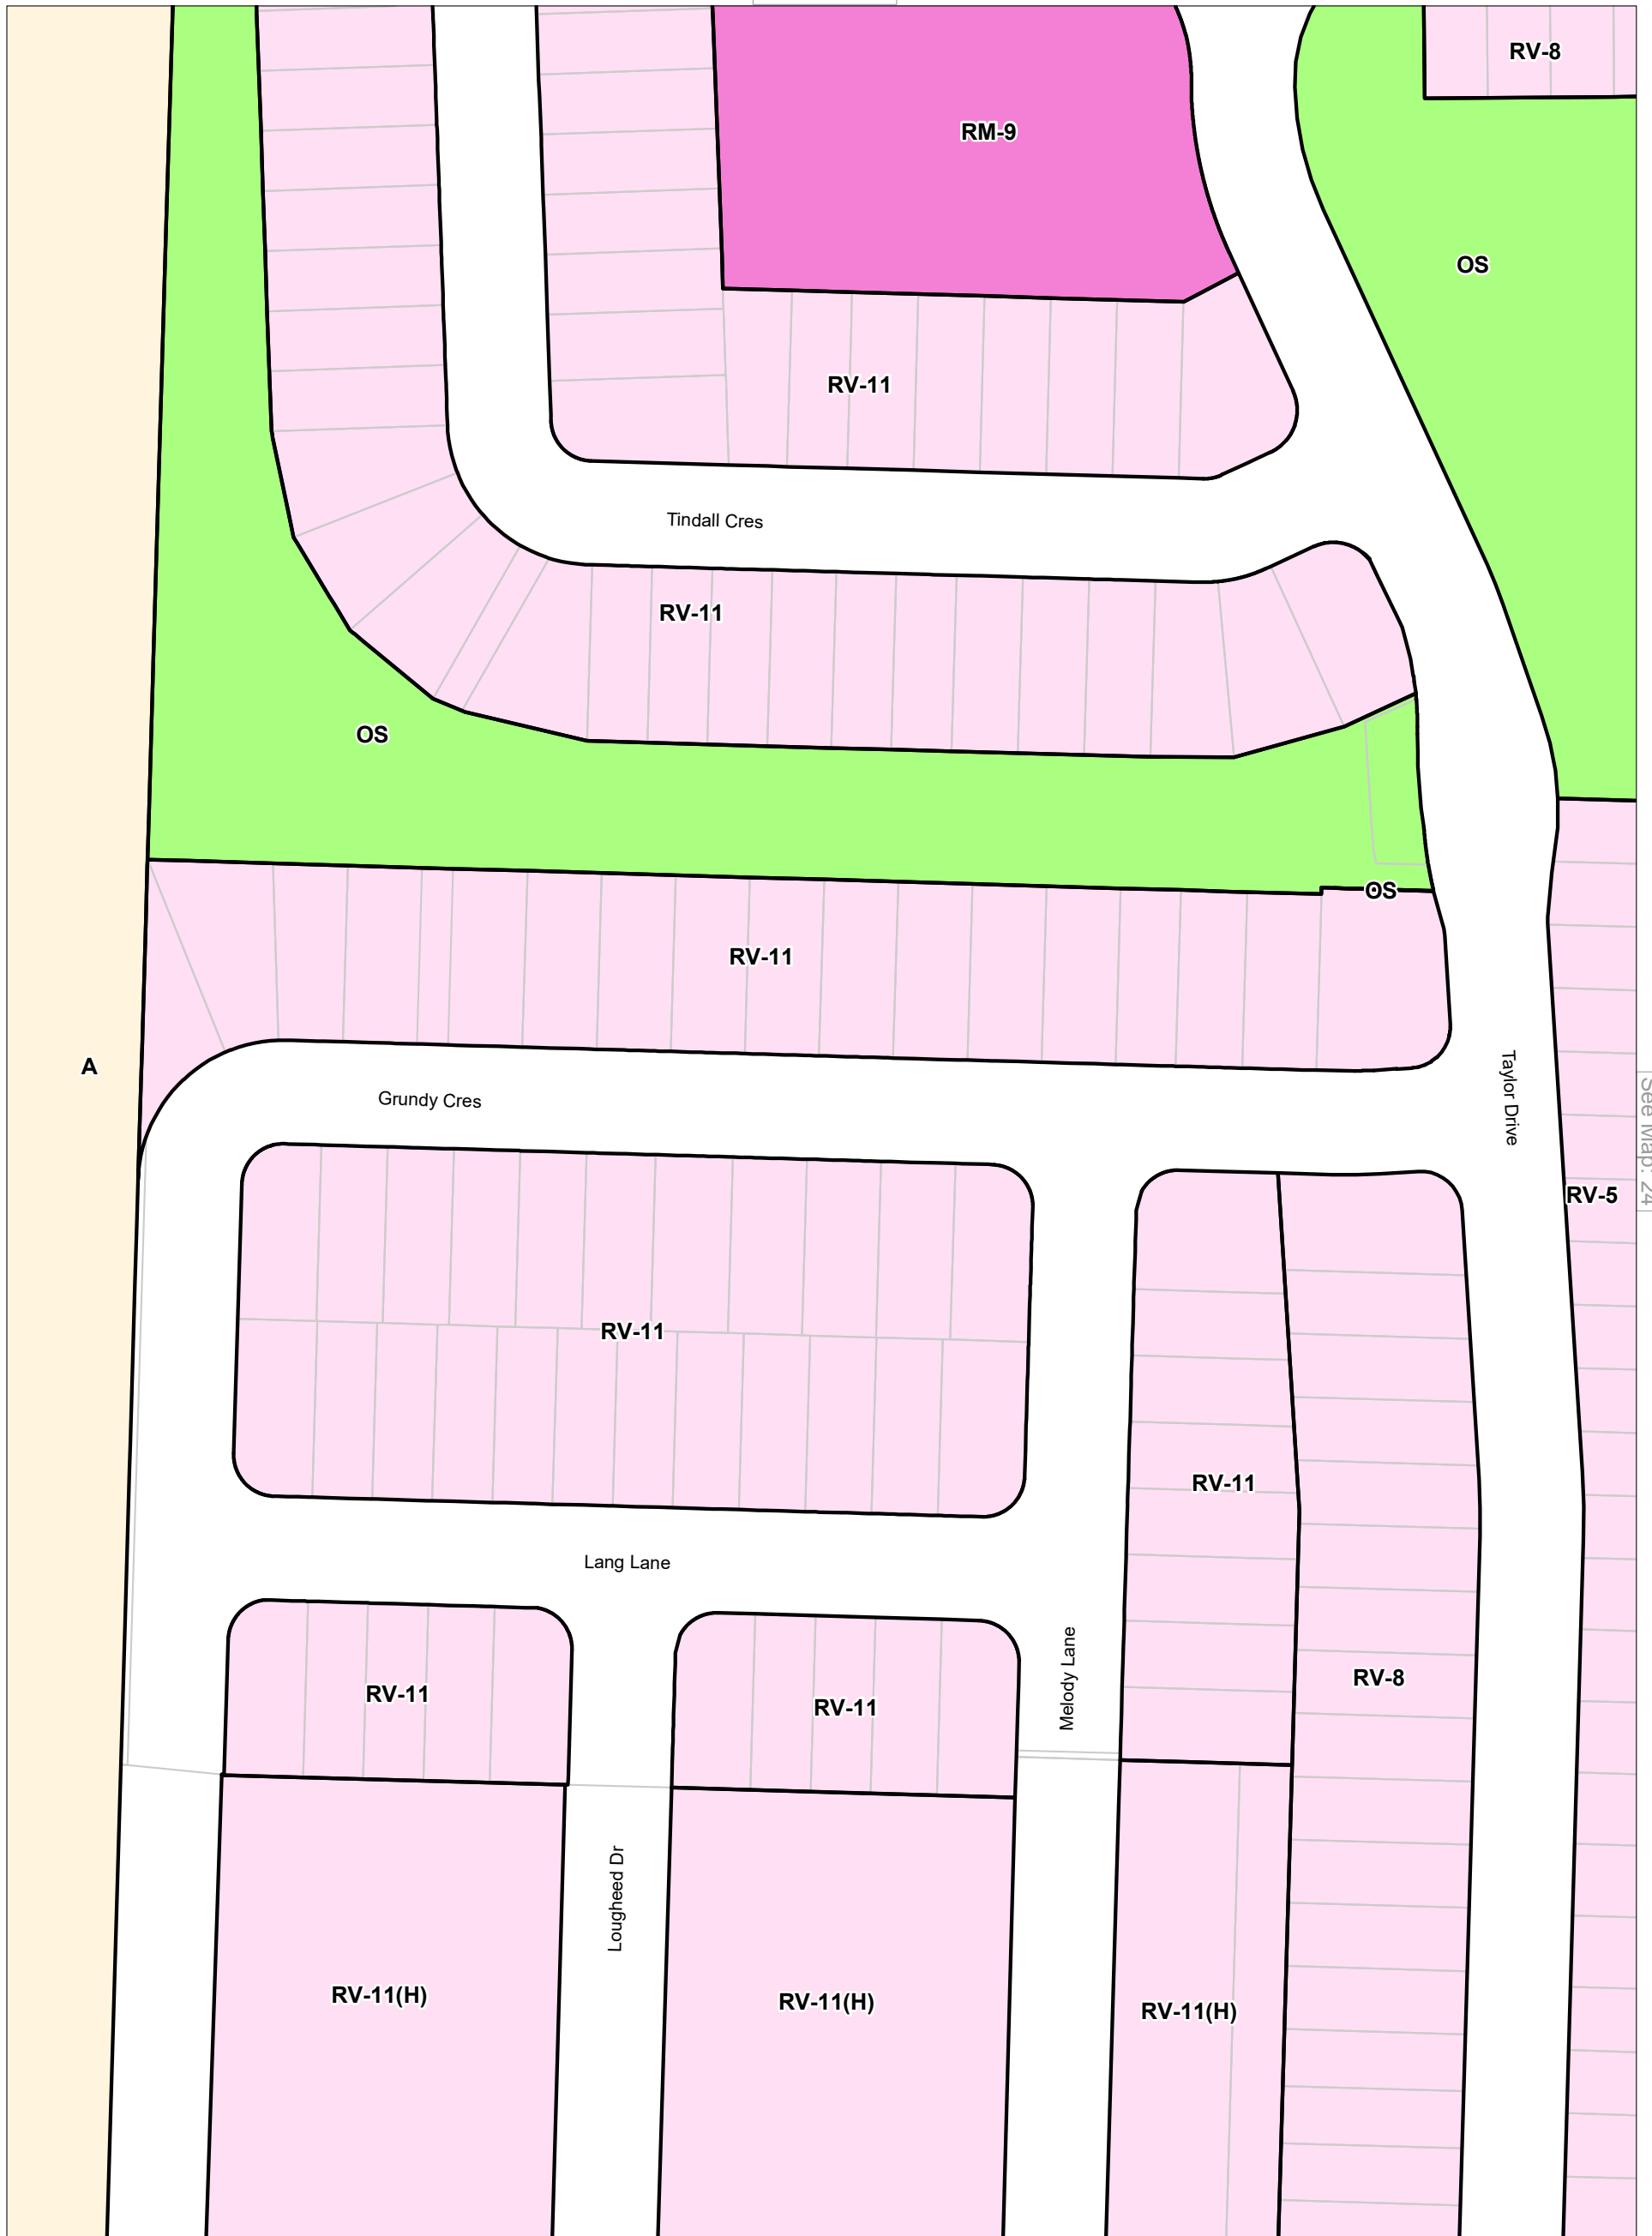 RV-8
RM-9
OS
RV-11
Tindall Cres
RV-11
OS
OS
RV-11
A
Taylor Drive
Grundy Cres
See Map: 24
RV-5
RV-11
RV-11
Lang Lane
Melody Lane
RV-8
RV-11
RV-11
Lougheed Dr
RV-11(H)
RV-11(H)
RV-11(H)